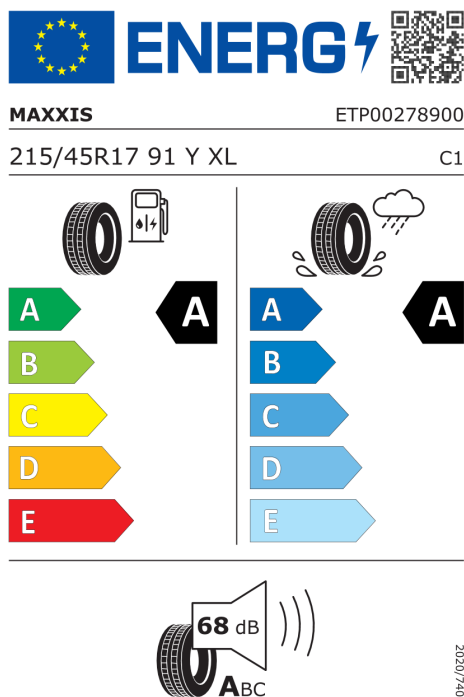 ENERG
MAXXIS ETP00278900
215/45R17 91 Y XL C1
A A A A
B B
C C
D D
E E
68 dB
ABC
2020/740